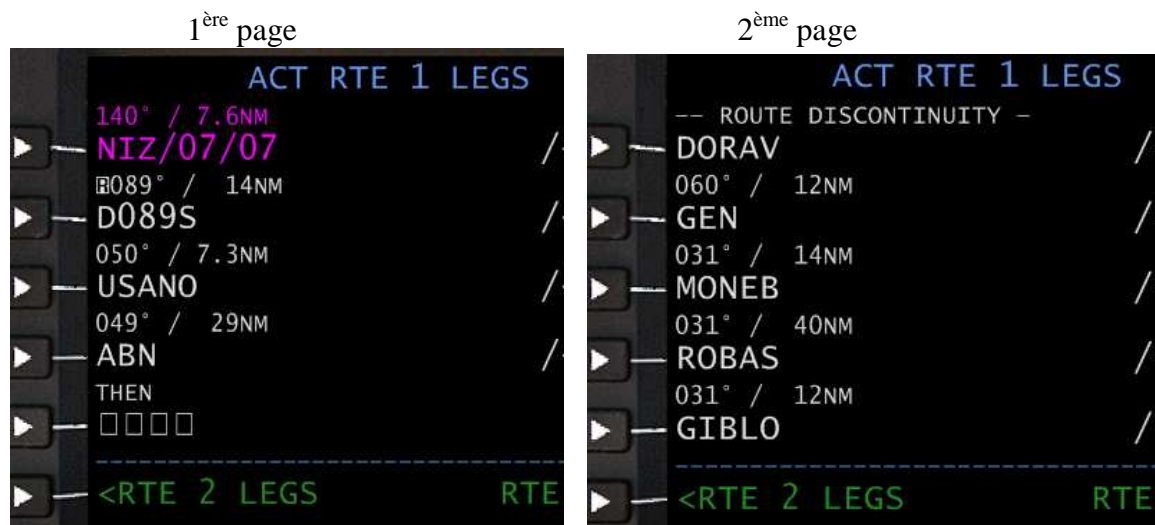 1ère page
ACT RTE 1 LEGS
140° / 7.6NM
NIZ/07/07 /-
R089° / 14NM
D089S /-
050° / 7.3NM
USANO /-
049° / 29NM
ABN /-
THEN
□□□□
<RTE 2 LEGS RTE
2ème page
ACT RTE 1 LEGS
-- ROUTE DISCONTINUITY -
DORAV /
060° / 12NM
GEN /
031° / 14NM
MONEB /
031° / 40NM
ROBAS /
031° / 12NM
GIBLO /
<RTE 2 LEGS RTE